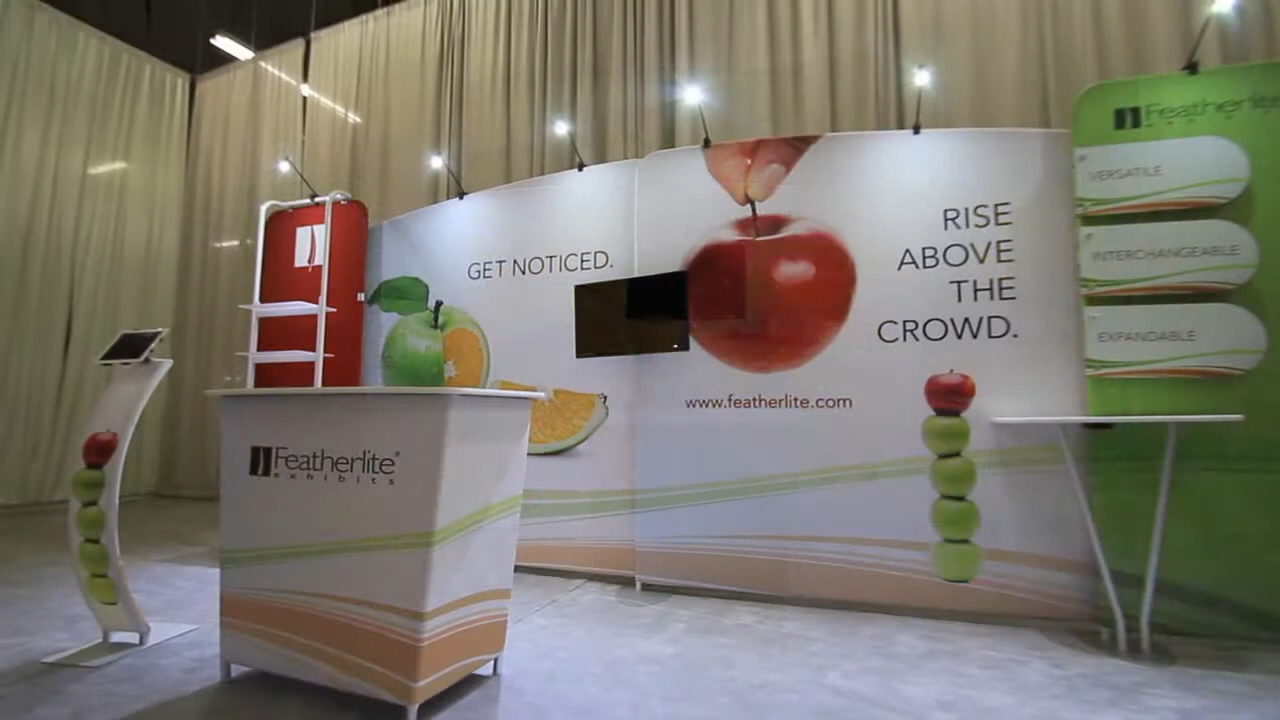 GET NOTICED.
RISE
ABOVE
THE
CROWD.
www.featherlite.com
Featherlite®
exhibits
Featherlite
VERSATILE
INTERCHANGEABLE
EXPANDABLE